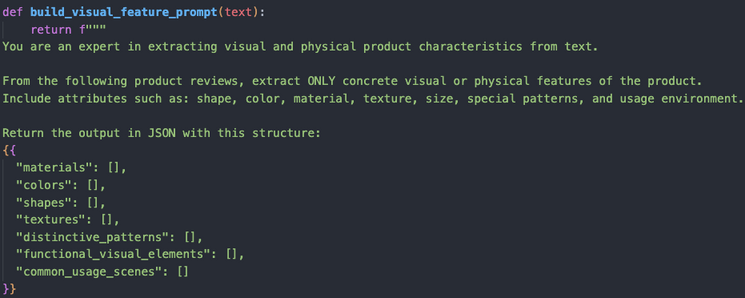 def build_visual_feature_prompt(text):
    return f"""
You are an expert in extracting visual and physical product characteristics from text.

From the following product reviews, extract ONLY concrete visual or physical features of the product.
Include attributes such as: shape, color, material, texture, size, special patterns, and usage environment.

Return the output in JSON with this structure:
{{
  "materials": [],
  "colors": [],
  "shapes": [],
  "textures": [],
  "distinctive_patterns": [],
  "functional_visual_elements": [],
  "common_usage_scenes": []
}}